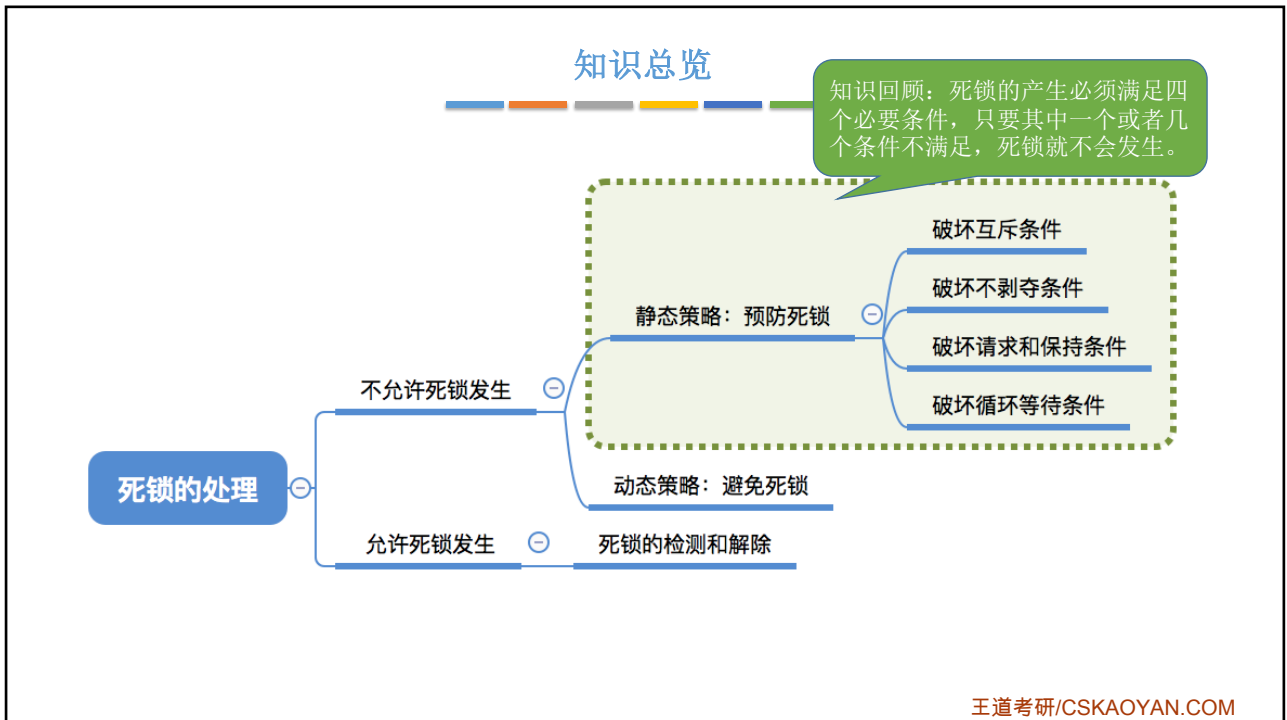 知识总览
知识回顾：死锁的产生必须满足四
个必要条件，只要其中一个或者几
个条件不满足，死锁就不会发生。
破坏互斥条件
破坏不剥夺条件
静态策略：预防死锁
破坏请求和保持条件
不允许死锁发生
破坏循环等待条件
死锁的处理
动态策略：避免死锁
允许死锁发生
死锁的检测和解除
王道考研/CSKAOYAN.COM